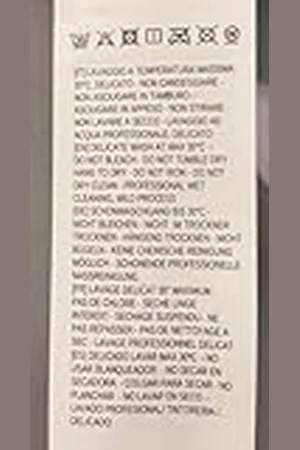 [IT] LAVAGGIO A TEMPERATURA MASSIMA
30°C, DELICATO - NON CANDEGGIARE -
NON ASCIUGARE IN TAMBURO -
ASCIUGARE IN APPESO - NON STIRARE
NON LAVARE A SECCO - LAVAGGIO AD
ACQUA PROFESSIONALE, DELICATO
[EN] DELICATE WASH AT MAX 30°C -
DO NOT BLEACH - DO NOT TUMBLE DRY
HANG TO DRY - DO NOT IRON - DO NOT
DRY CLEAN - PROFESSIONAL WET
CLEANING, MILD PROCESS
SCHONWASCHGANG BIS 30°C -
NICHT BLEICHEN - NICHT IM TROCKNER
TROCKNEN - HÄNGEND TROCKNEN - NICHT
BÜGELN - KEINE CHEMISCHE REINIGUNG
MÖGLICH - SCHONENDE PROFESSIONELLE
NASSREINIGUNG
[FR] LAVAGE DELICAT MAXIMUM
PAS DE CHLORE - SECHE LINGE
INTERDIT - SECHAGE SUSPENDU - NE
PAS REPASSER - PAS DE NETTOYAGE A
SEC - LAVAGE PROFESSIONNEL DELICAT
[ES] DELICADO LAVAR MAX 30°C - NO
USAR BLANQUEADOR - NO SECAR EN
SECADORA - COLGAR PARA SECAR - NO
PLANCHAR - NO LAVAR EN SECO -
LAVADO PROFESIONAL/ TINTORERIA,
DELICADO